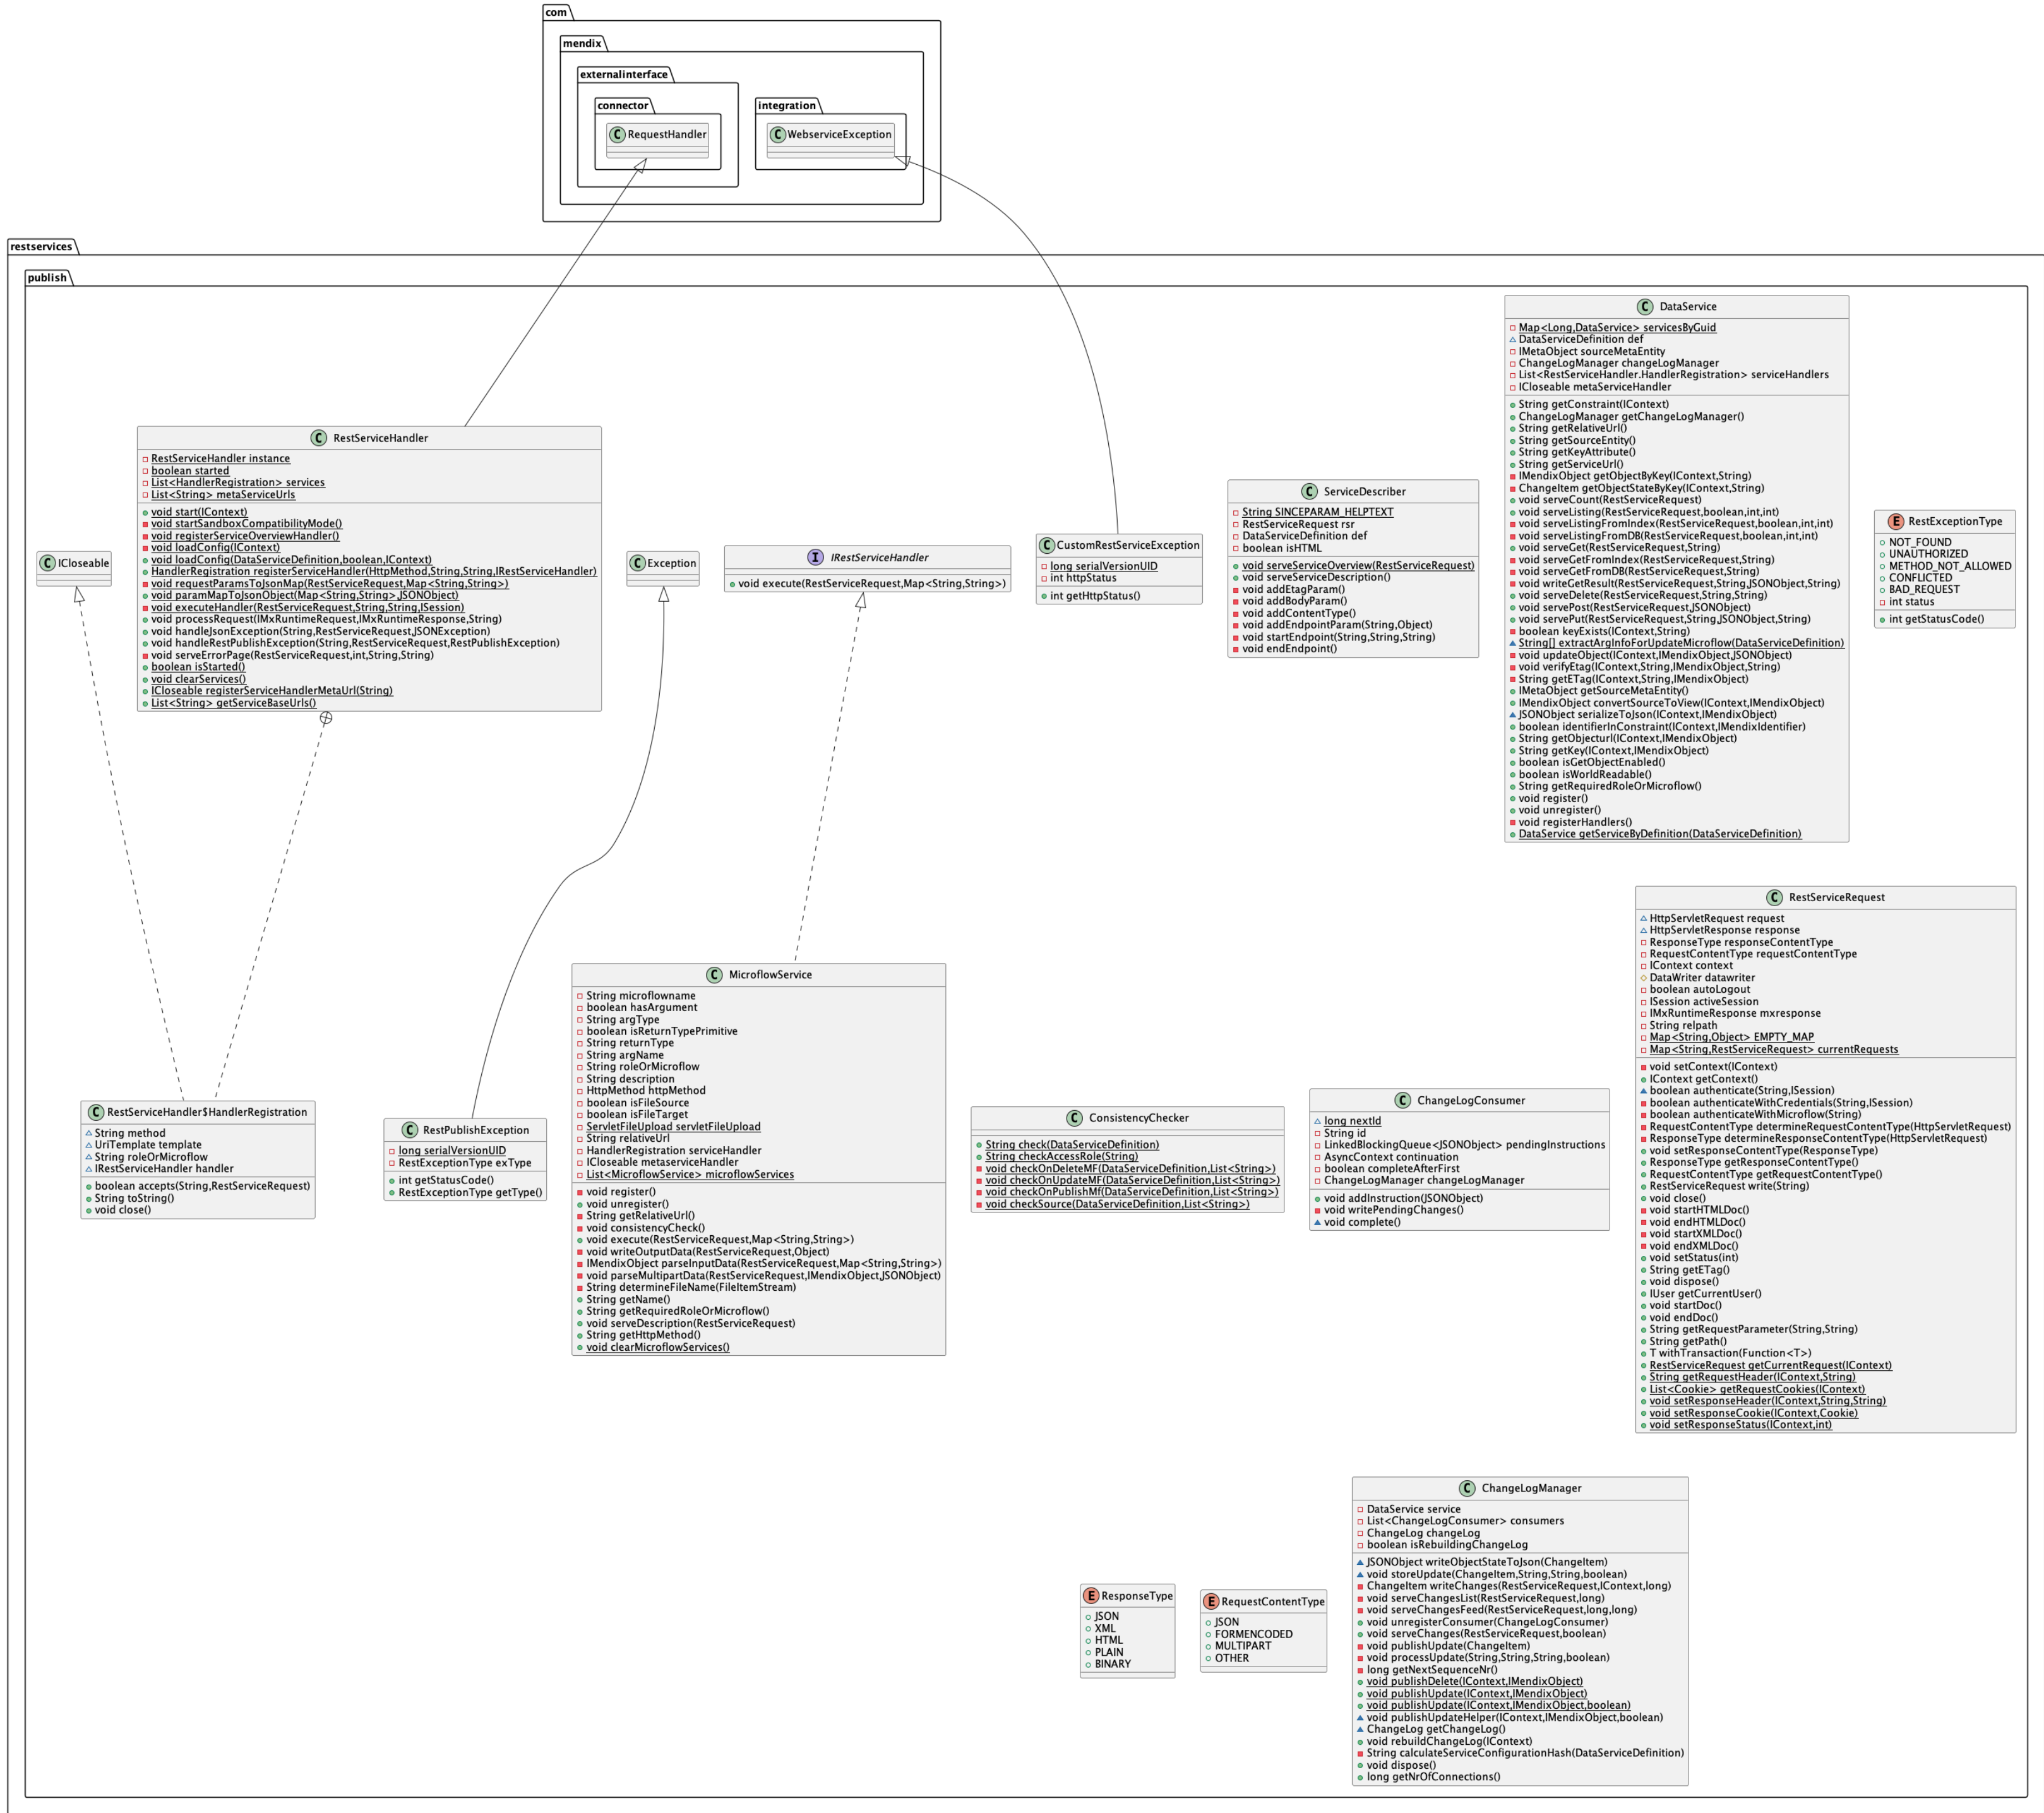 com
mendix
externalinterface
connector
integration
C RequestHandler
C WebserviceException
restservices
publish
C DataService
Map<Long,DataService> servicesByGuid
DataServiceDefinition def
IMetaObject sourceMetaEntity
ChangeLogManager changeLogManager
List<RestServiceHandler.HandlerRegistration> serviceHandlers
ICloseable metaServiceHandler
String getConstraint(IContext)
ChangeLogManager getChangeLogManager()
String getRelativeUrl()
String getSourceEntity()
String getKeyAttribute()
String getServiceUrl()
IMendixObject getObjectByKey(IContext,String)
ChangeItem getObjectStateByKey(IContext,String)
void serveCount(RestServiceRequest)
void serveListing(RestServiceRequest,boolean,int,int)
void serveListingFromIndex(RestServiceRequest,boolean,int,int)
void serveListingFromDB(RestServiceRequest,boolean,int,int)
void serveGet(RestServiceRequest,String)
void serveGetFromIndex(RestServiceRequest,String)
void serveGetFromDB(RestServiceRequest,String)
void writeGetResult(RestServiceRequest,String,JSONObject,String)
void serveDelete(RestServiceRequest,String,String)
void servePost(RestServiceRequest,JSONObject)
void servePut(RestServiceRequest,String,JSONObject,String)
boolean keyExists(IContext,String)
String[] extractArgInfoForUpdateMicroflow(DataServiceDefinition)
void updateObject(IContext,IMendixObject,JSONObject)
void verifyEtag(IContext,String,IMendixObject,String)
String getETag(IContext,String,IMendixObject)
IMetaObject getSourceMetaEntity()
IMendixObject convertSourceToView(IContext,IMendixObject)
JSONObject serializeToJson(IContext,IMendixObject)
boolean identifierInConstraint(IContext,IMendixIdentifier)
String getObjecturl(IContext,IMendixObject)
String getKey(IContext,IMendixObject)
boolean isGetObjectEnabled()
boolean isWorldReadable()
String getRequiredRoleOrMicroflow()
void register()
void unregister()
void registerHandlers()
DataService getServiceByDefinition(DataServiceDefinition)
C RestServiceHandler
RestServiceHandler instance
boolean started
List<HandlerRegistration> services
List<String> metaServiceUrls
void start(IContext)
void startSandboxCompatibilityMode()
void registerServiceOverviewHandler()
void loadConfig(IContext)
void loadConfig(DataServiceDefinition,boolean,IContext)
HandlerRegistration registerServiceHandler(HttpMethod,String,String,IRestServiceHandler)
void requestParamsToJsonMap(RestServiceRequest,Map<String,String>)
void paramMapToJsonObject(Map<String,String>,JSONObject)
void executeHandler(RestServiceRequest,String,String,ISession)
void processRequest(IMxRuntimeRequest,IMxRuntimeResponse,String)
void handleJsonException(String,RestServiceRequest,JSONException)
void handleRestPublishException(String,RestServiceRequest,RestPublishException)
void serveErrorPage(RestServiceRequest,int,String,String)
boolean isStarted()
void clearServices()
ICloseable registerServiceHandlerMetaUrl(String)
List<String> getServiceBaseUrls()
C ICloseable
C Exception
I IRestServiceHandler
void execute(RestServiceRequest,Map<String,String>)
C CustomRestServiceException
long serialVersionUID
int httpStatus
int getHttpStatus()
C ServiceDescriber
String SINCEPARAM_HELPTEXT
RestServiceRequest rsr
DataServiceDefinition def
boolean isHTML
void serveServiceOverview(RestServiceRequest)
void serveServiceDescription()
void addEtagParam()
void addBodyParam()
void addContentType()
void addEndpointParam(String,Object)
void startEndpoint(String,String,String)
void endEndpoint()
E RestExceptionType
NOT_FOUND
UNAUTHORIZED
METHOD_NOT_ALLOWED
CONFLICTED
BAD_REQUEST
int status
int getStatusCode()
C RestServiceRequest
HttpServletRequest request
HttpServletResponse response
ResponseType responseContentType
RequestContentType requestContentType
IContext context
DataWriter datawriter
boolean autoLogout
ISession activeSession
IMxRuntimeResponse mxresponse
String relpath
Map<String,Object> EMPTY_MAP
Map<String,RestServiceRequest> currentRequests
void setContext(IContext)
IContext getContext()
boolean authenticate(String,ISession)
boolean authenticateWithCredentials(String,ISession)
boolean authenticateWithMicroflow(String)
RequestContentType determineRequestContentType(HttpServletRequest)
ResponseType determineResponseContentType(HttpServletRequest)
void setResponseContentType(ResponseType)
ResponseType getResponseContentType()
RequestContentType getRequestContentType()
RestServiceRequest write(String)
void close()
void startHTMLDoc()
void endHTMLDoc()
void startXMLDoc()
void endXMLDoc()
void setStatus(int)
String getETag()
void dispose()
IUser getCurrentUser()
void startDoc()
void endDoc()
String getRequestParameter(String,String)
String getPath()
T withTransaction(Function<T>)
RestServiceRequest getCurrentRequest(IContext)
String getRequestHeader(IContext,String)
List<Cookie> getRequestCookies(IContext)
void setResponseHeader(IContext,String,String)
void setResponseCookie(IContext,Cookie)
void setResponseStatus(IContext,int)
C RestServiceHandler$HandlerRegistration
String method
UriTemplate template
String roleOrMicroflow
IRestServiceHandler handler
boolean accepts(String,RestServiceRequest)
String toString()
void close()
C RestPublishException
long serialVersionUID
RestExceptionType exType
int getStatusCode()
RestExceptionType getType()
C MicroflowService
String microflowname
boolean hasArgument
String argType
boolean isReturnTypePrimitive
String returnType
String argName
String roleOrMicroflow
String description
HttpMethod httpMethod
boolean isFileSource
boolean isFileTarget
ServletFileUpload servletFileUpload
String relativeUrl
HandlerRegistration serviceHandler
ICloseable metaserviceHandler
List<MicroflowService> microflowServices
void register()
void unregister()
String getRelativeUrl()
void consistencyCheck()
void execute(RestServiceRequest,Map<String,String>)
void writeOutputData(RestServiceRequest,Object)
IMendixObject parseInputData(RestServiceRequest,Map<String,String>)
void parseMultipartData(RestServiceRequest,IMendixObject,JSONObject)
String determineFileName(FileItemStream)
String getName()
String getRequiredRoleOrMicroflow()
void serveDescription(RestServiceRequest)
String getHttpMethod()
void clearMicroflowServices()
C ConsistencyChecker
String check(DataServiceDefinition)
String checkAccessRole(String)
void checkOnDeleteMF(DataServiceDefinition,List<String>)
void checkOnUpdateMF(DataServiceDefinition,List<String>)
void checkOnPublishMf(DataServiceDefinition,List<String>)
void checkSource(DataServiceDefinition,List<String>)
C ChangeLogConsumer
long nextId
String id
LinkedBlockingQueue<JSONObject> pendingInstructions
AsyncContext continuation
boolean completeAfterFirst
ChangeLogManager changeLogManager
void addInstruction(JSONObject)
void writePendingChanges()
void complete()
C ChangeLogManager
DataService service
List<ChangeLogConsumer> consumers
ChangeLog changeLog
boolean isRebuildingChangeLog
JSONObject writeObjectStateToJson(ChangeItem)
void storeUpdate(ChangeItem,String,String,boolean)
ChangeItem writeChanges(RestServiceRequest,IContext,long)
void serveChangesList(RestServiceRequest,long)
void serveChangesFeed(RestServiceRequest,long,long)
void unregisterConsumer(ChangeLogConsumer)
void serveChanges(RestServiceRequest,boolean)
void publishUpdate(ChangeItem)
void processUpdate(String,String,String,boolean)
long getNextSequenceNr()
void publishDelete(IContext,IMendixObject)
void publishUpdate(IContext,IMendixObject)
void publishUpdate(IContext,IMendixObject,boolean)
void publishUpdateHelper(IContext,IMendixObject,boolean)
ChangeLog getChangeLog()
void rebuildChangeLog(IContext)
String calculateServiceConfigurationHash(DataServiceDefinition)
void dispose()
long getNrOfConnections()
E ResponseType
JSON
XML
HTML
PLAIN
BINARY
E RequestContentType
JSON
FORMENCODED
MULTIPART
OTHER